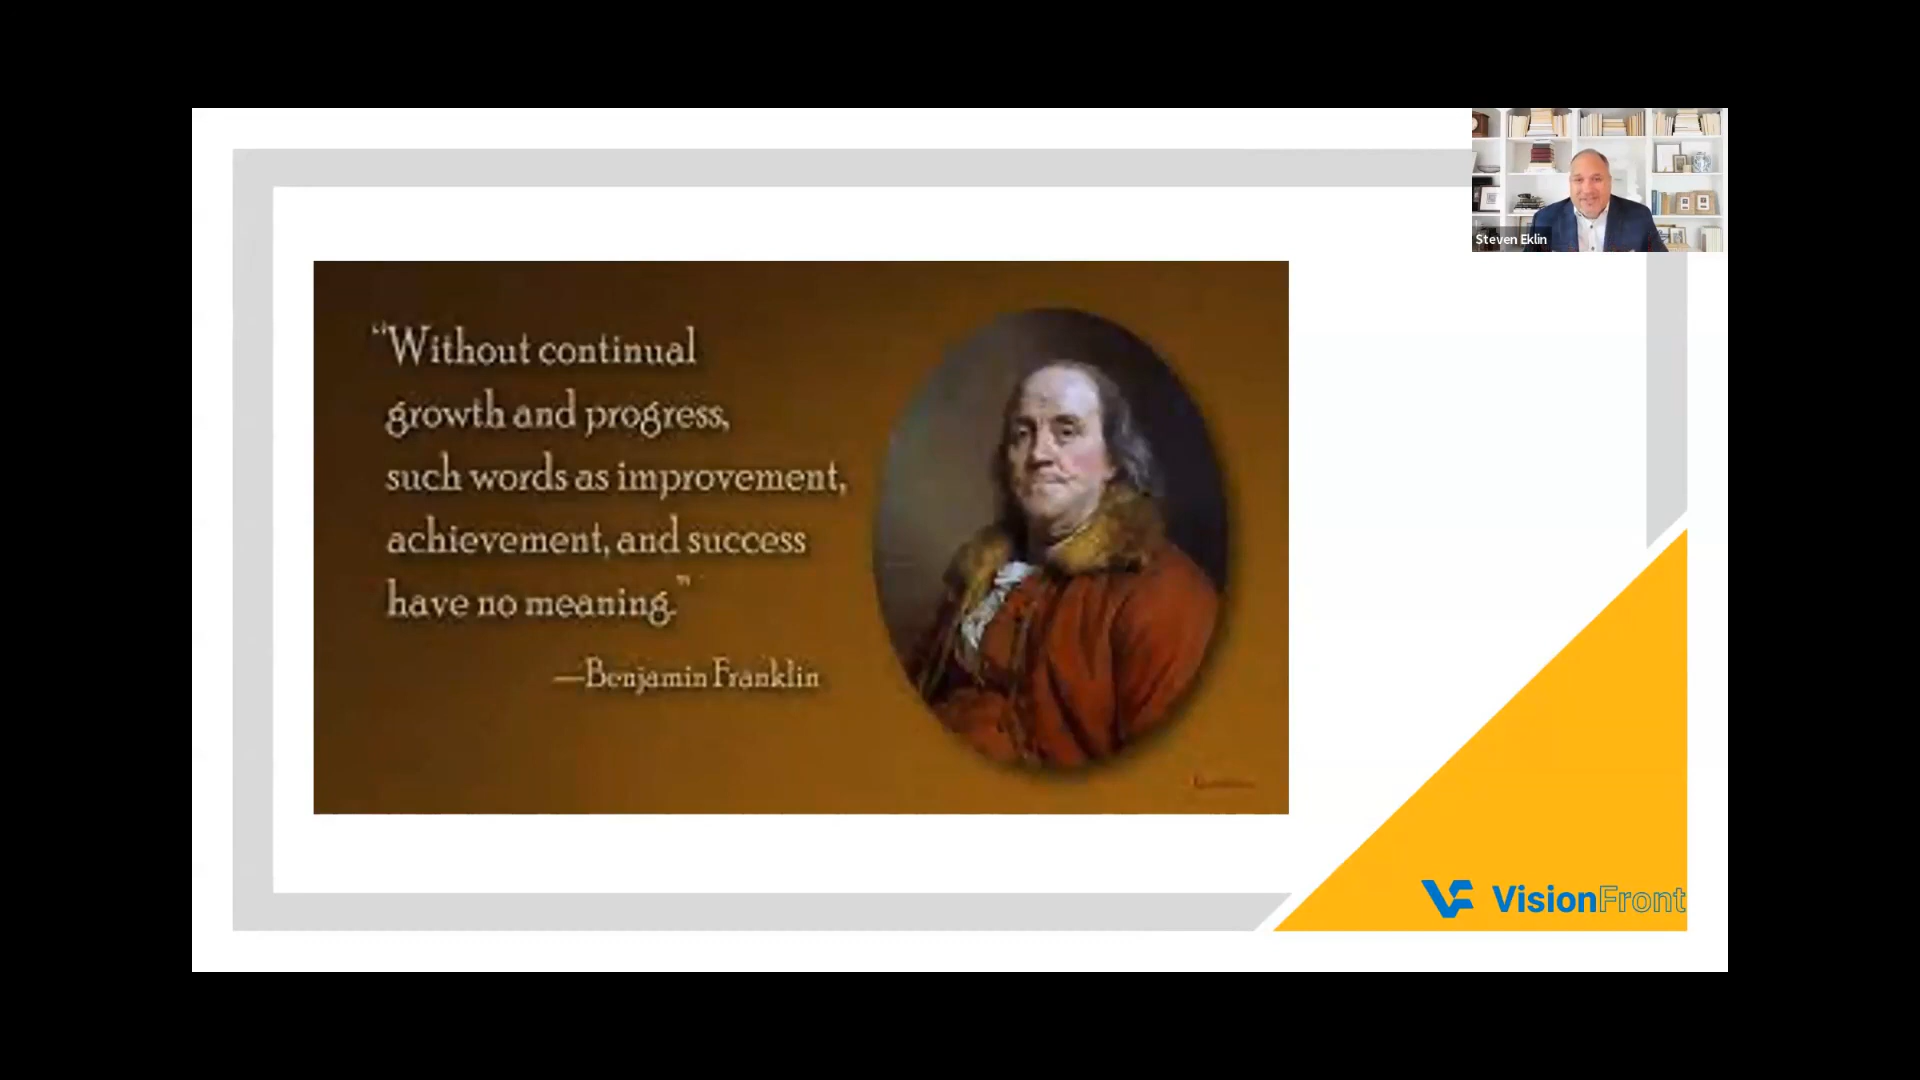 Steven Eklin
“Without continual
growth and progress,
such words as improvement,
achievement, and success
have no meaning.”
—Benjamin Franklin
VisionFront